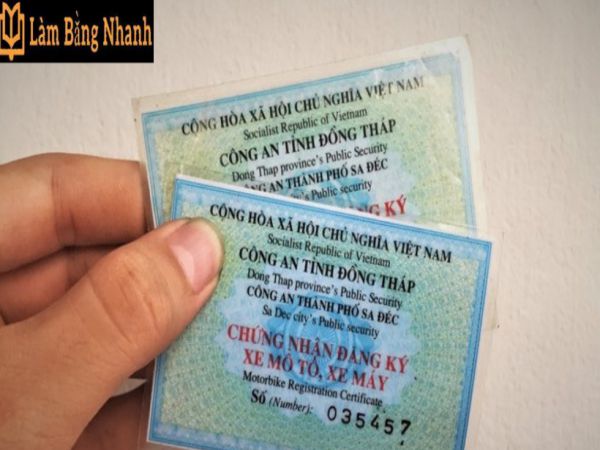 Làm Bằng Nhanh
CỘNG HÒA XÃ HỘI CHỦ NGHĨA VIỆT NAM
Socialist Republic of Vietnam
CÔNG AN TỈNH ĐỒNG THÁP
Dong Thap province's Public Security
CÔNG AN THÀNH PHỐ SA ĐÉC
Dec city's Public security
NG KÝ
CỘNG HÒA XÃ HỘI CHỦ NGHĨA VIỆT NAM
Socialist Republic of Vietnam
CÔNG AN TỈNH ĐỒNG THÁP
Dong Thap province's Public Security
CÔNG AN THÀNH PHỐ SA ĐÉC
Sa Dec city's Public security
CHỨNG NHẬN ĐĂNG KÝ
XE MÔ TÔ, XE MÁY
Motorbike Registration Certificate
Số (Number): 035457